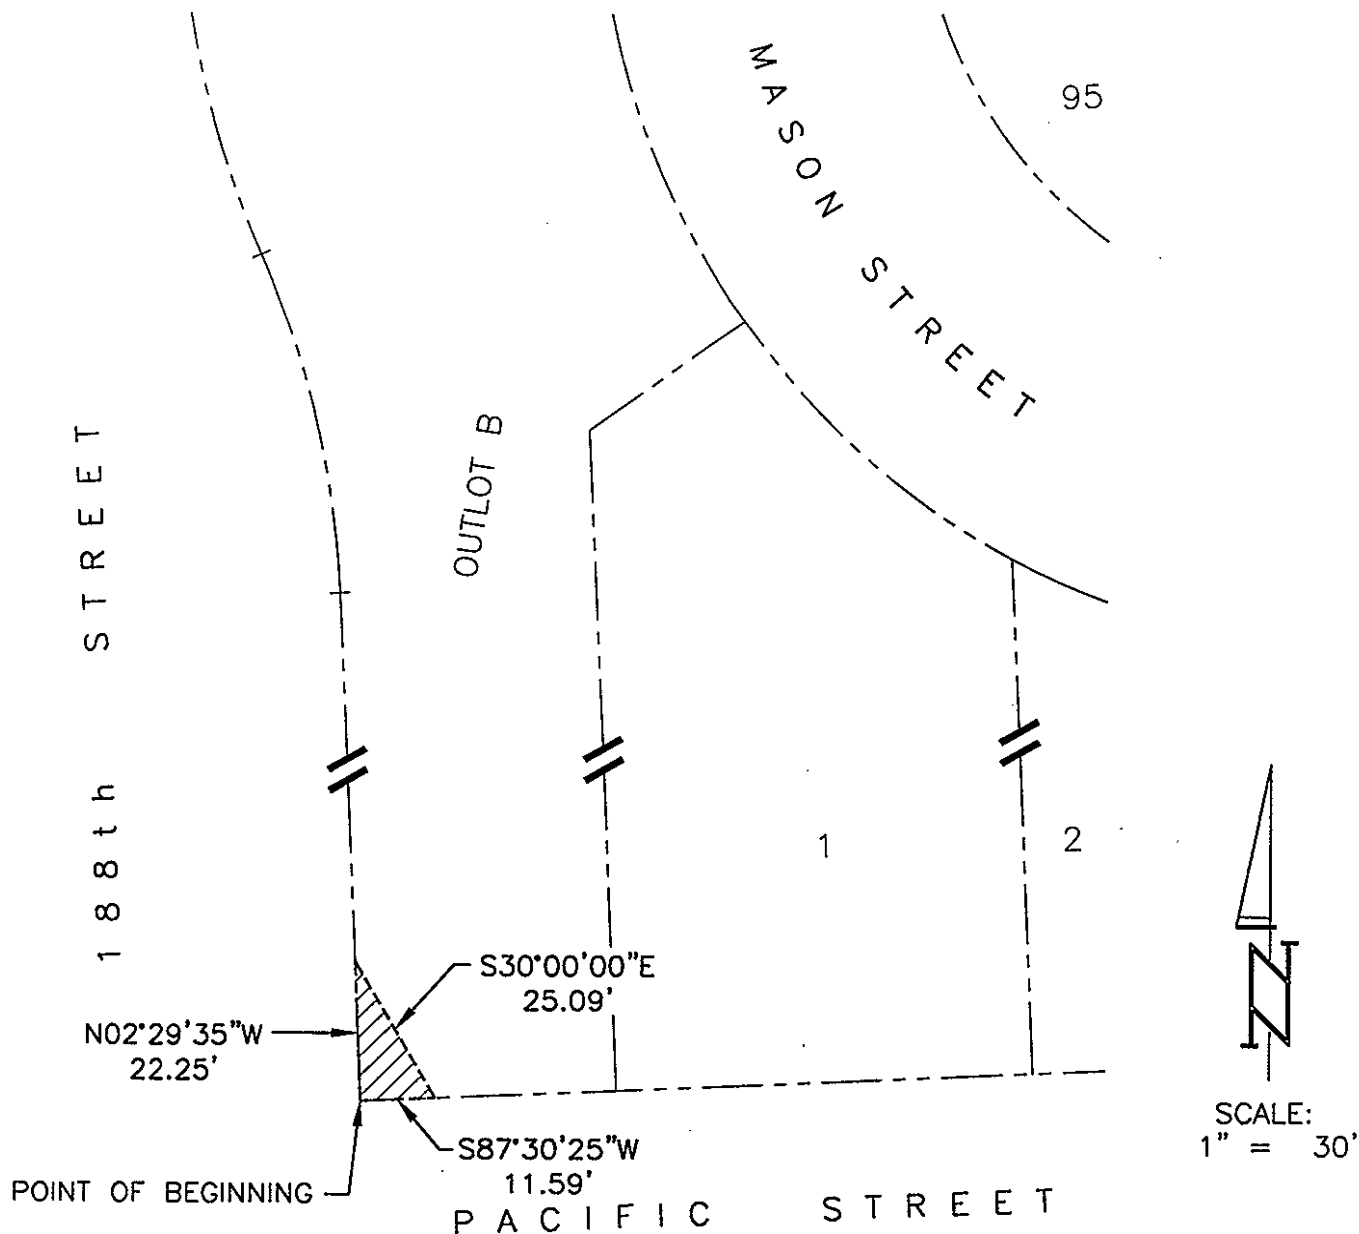 MASON STREET
95
OUTLOT B
188th STREET
1
2
S30°00'00"E
25.09'
N02°29'35"W
22.25'
S87°30'25"W
11.59'
POINT OF BEGINNING
PACIFIC STREET
N
SCALE:
1" = 30'